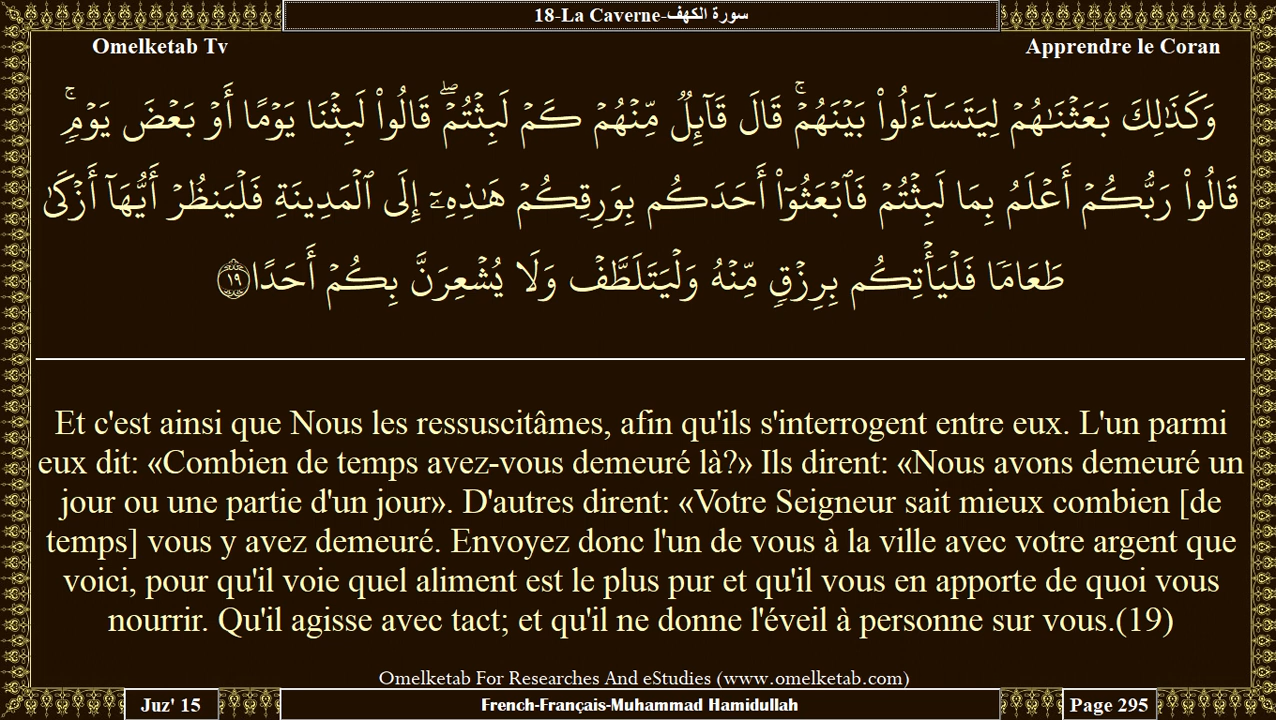 18-La Caverne-سورة الكهف
Omelketab Tv
Apprendre le Coran
وَكَذَٰلِكَ بَعَثْنَٰهُمْ لِيَتَسَآءَلُوا۟ بَيْنَهُمْ ۚ قَالَ قَآئِلٌ مِّنْهُمْ كَمْ لَبِثْتُمْ ۖ قَالُوا۟ لَبِثْنَا يَوْمًا أَوْ بَعْضَ يَوْمٍ ۚ
قَالُوا۟ رَبُّكُمْ أَعْلَمُ بِمَا لَبِثْتُمْ فَٱبْعَثُوٓا۟ أَحَدَكُم بِوَرِقِكُمْ هَٰذِهِۦٓ إِلَى ٱلْمَدِينَةِ فَلْيَنظُرْ أَيُّهَآ أَزْكَىٰ
طَعَامًا فَلْيَأْتِكُم بِرِزْقٍ مِّنْهُ وَلْيَتَلَطَّفْ وَلَا يُشْعِرَنَّ بِكُمْ أَحَدًا ١٩
Et c'est ainsi que Nous les ressuscitâmes, afin qu'ils s'interrogent entre eux. L'un parmi
eux dit: «Combien de temps avez-vous demeuré là?» Ils dirent: «Nous avons demeuré un
jour ou une partie d'un jour». D'autres dirent: «Votre Seigneur sait mieux combien [de
temps] vous y avez demeuré. Envoyez donc l'un de vous à la ville avec votre argent que
voici, pour qu'il voie quel aliment est le plus pur et qu'il vous en apporte de quoi vous
nourrir. Qu'il agisse avec tact; et qu'il ne donne l'éveil à personne sur vous.(19)
Omelketab For Researches And eStudies (www.omelketab.com)
Juz' 15
French-Français-Muhammad Hamidullah
Page 295